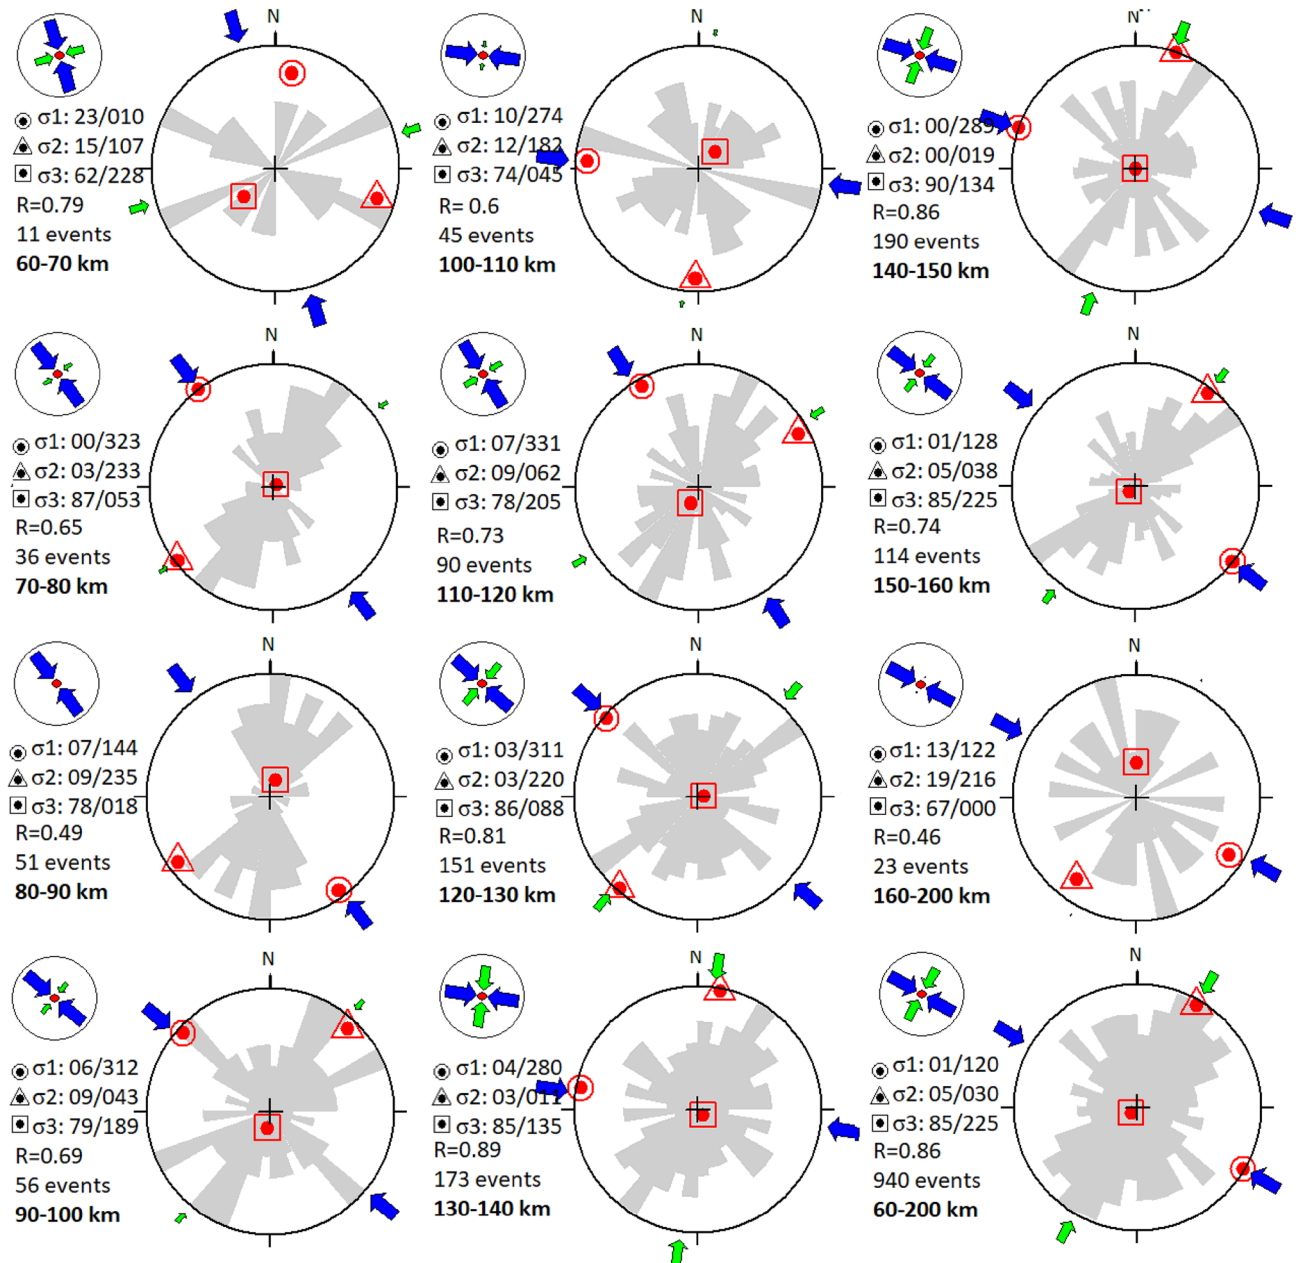 N
σ1: 23/010
σ2: 15/107
σ3: 62/228
R=0.79
11 events
60-70 km
N
σ1: 10/274
σ2: 12/182
σ3: 74/045
R= 0.6
45 events
100-110 km
N
σ1: 00/289
σ2: 00/019
σ3: 90/134
R=0.86
190 events
140-150 km
N
σ1: 00/323
σ2: 03/233
σ3: 87/053
R=0.65
36 events
70-80 km
N
σ1: 07/331
σ2: 09/062
σ3: 78/205
R=0.73
90 events
110-120 km
N
σ1: 01/128
σ2: 05/038
σ3: 85/225
R=0.74
114 events
150-160 km
N
σ1: 07/144
σ2: 09/235
σ3: 78/018
R=0.49
51 events
80-90 km
N
σ1: 03/311
σ2: 03/220
σ3: 86/088
R=0.81
151 events
120-130 km
N
σ1: 13/122
σ2: 19/216
σ3: 67/000
R=0.46
23 events
160-200 km
N
σ1: 06/312
σ2: 09/043
σ3: 79/189
R=0.69
56 events
90-100 km
N
σ1: 04/280
σ2: 03/011
σ3: 85/135
R=0.89
173 events
130-140 km
N
σ1: 01/120
σ2: 05/030
σ3: 85/225
R=0.86
940 events
60-200 km